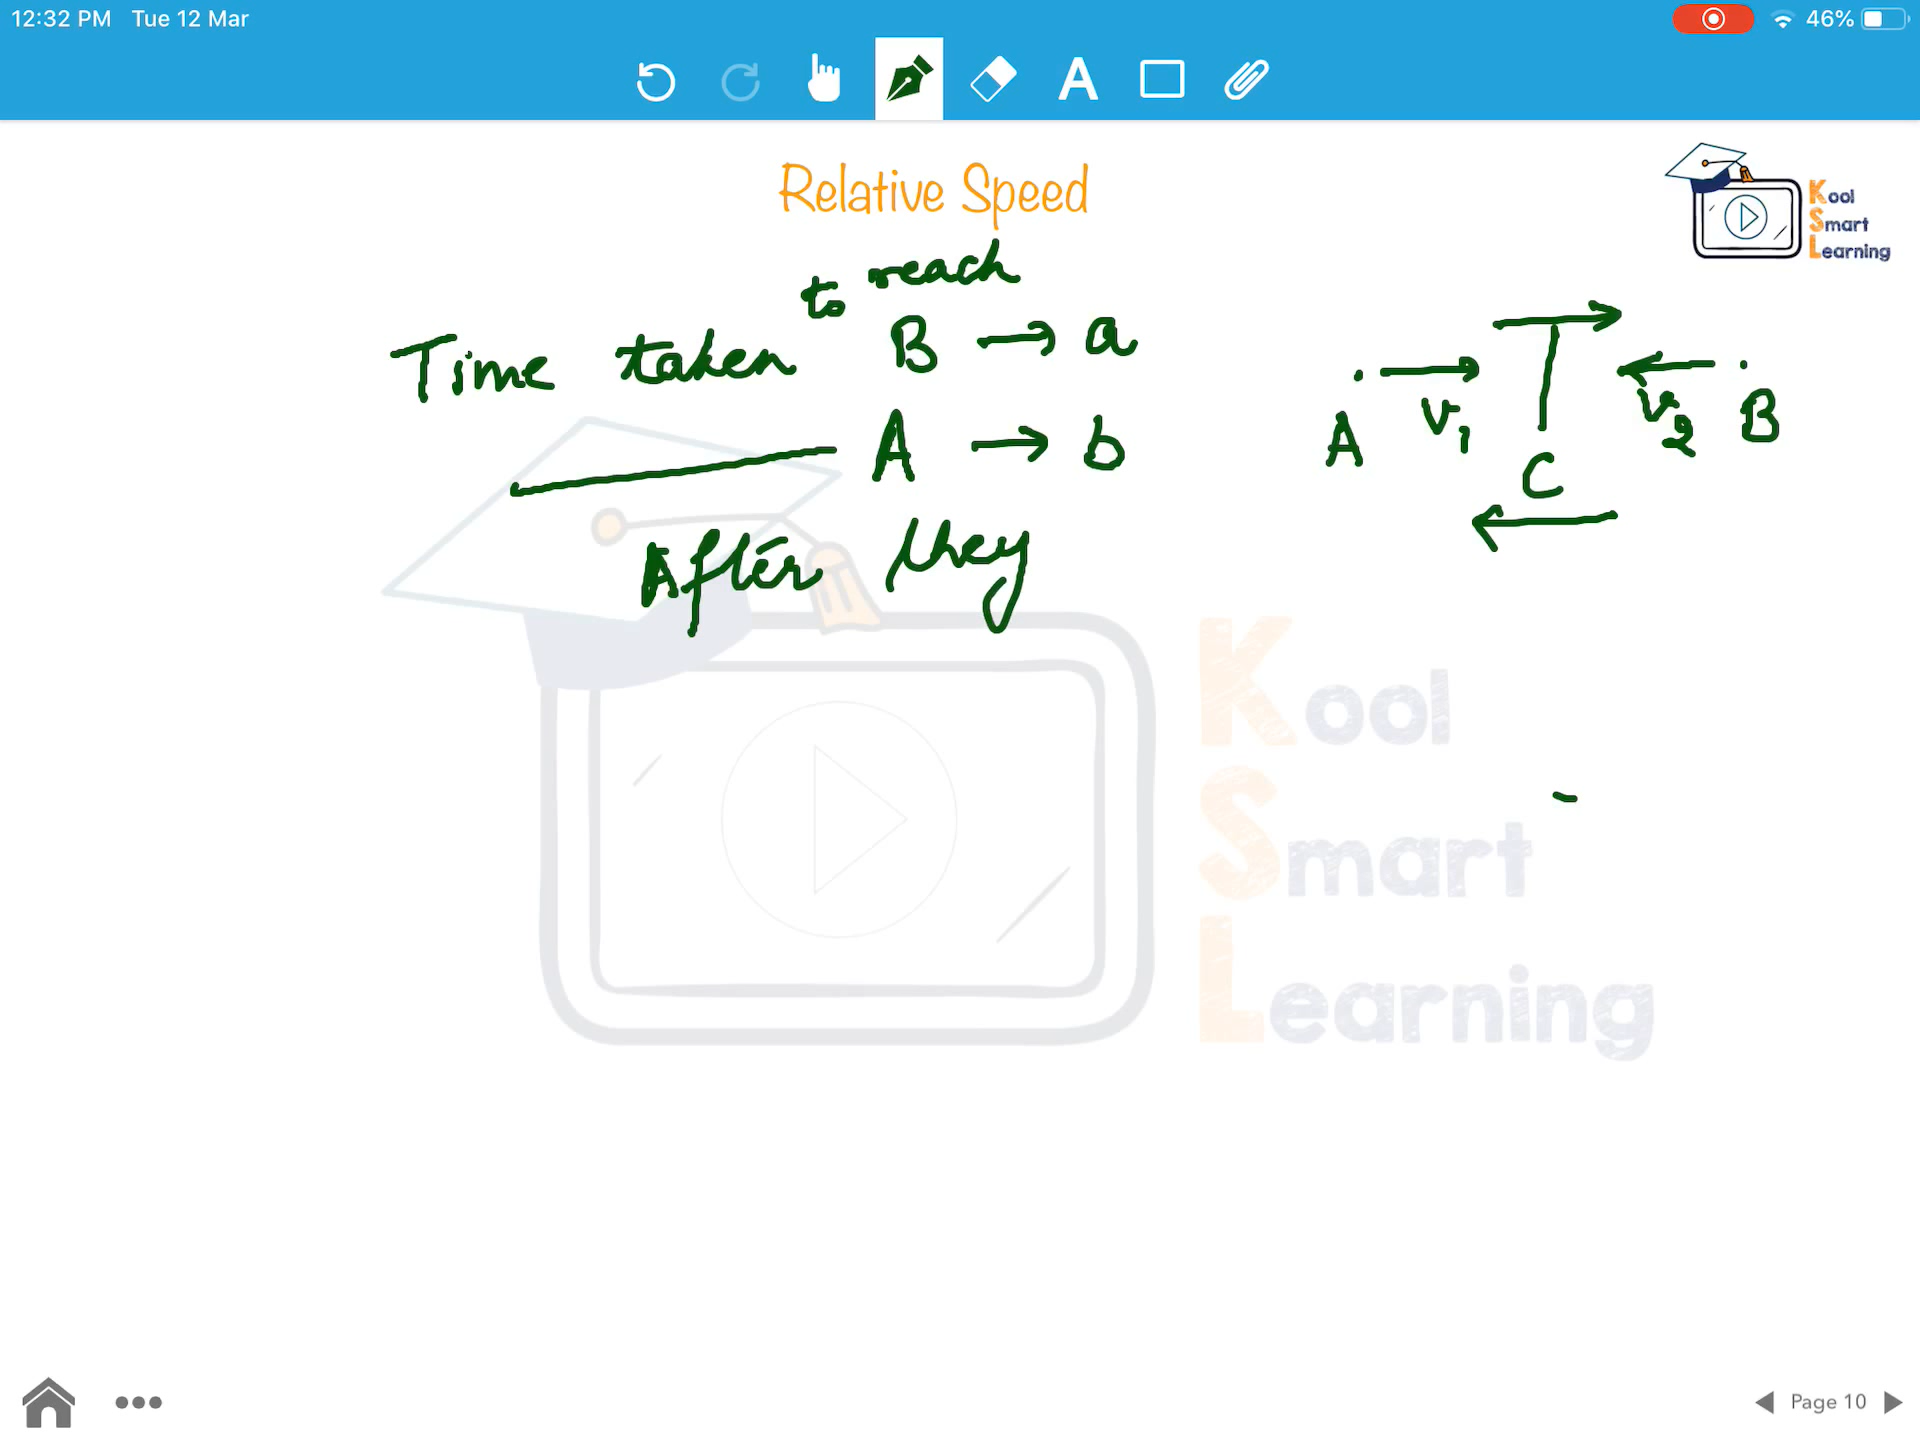 12:32 PM Tue 12 Mar
46%
A
Relative Speed
Kool
Smart
Learning
to reach
Time taken B → a
A → b
After they
A V1 C V2 B
Kool
Smart
Learning
Page 10